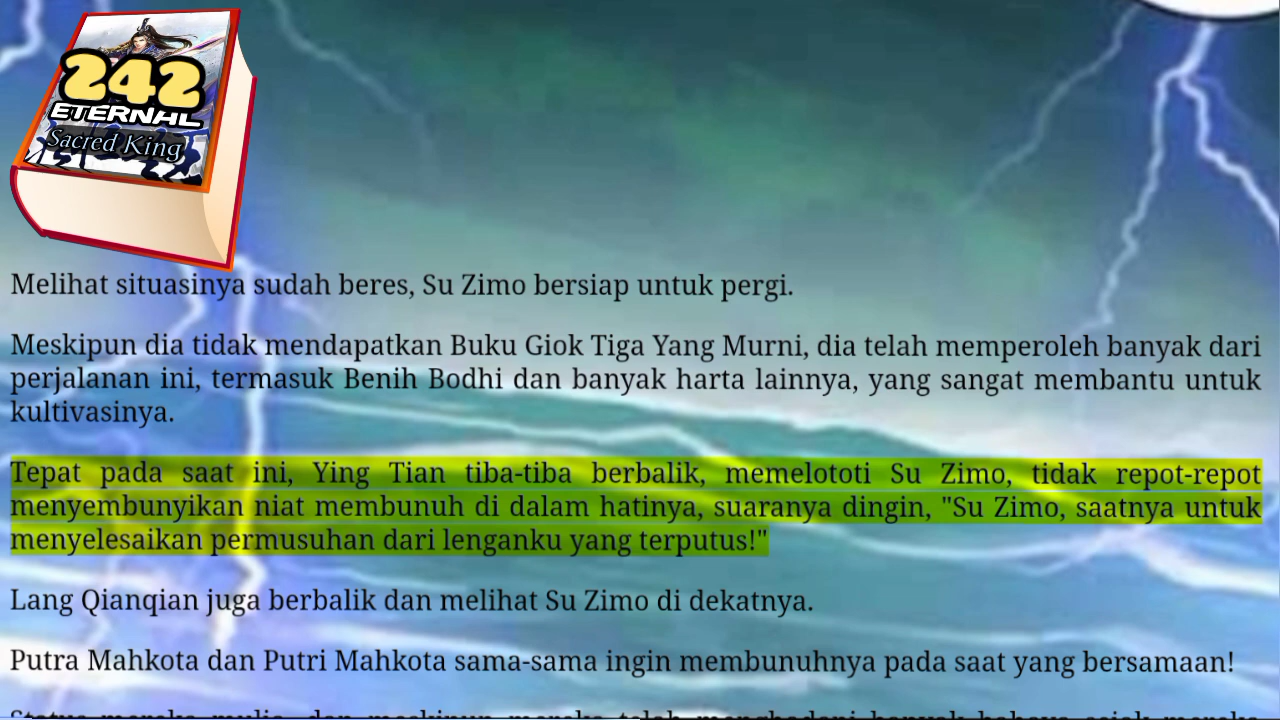 242
ETERNAL
Sacred King
Melihat situasinya sudah beres, Su Zimo bersiap untuk pergi.
Meskipun dia tidak mendapatkan Buku Giok Tiga Yang Murni, dia telah memperoleh banyak dari
perjalanan ini, termasuk Benih Bodhi dan banyak harta lainnya, yang sangat membantu untuk
kultivasinya.
Tepat pada saat ini, Ying Tian tiba-tiba berbalik, memelototi Su Zimo, tidak repot-repot
menyembunyikan niat membunuh di dalam hatinya, suaranya dingin, "Su Zimo, saatnya untuk
menyelesaikan permusuhan dari lenganku yang terputus!"
Lang Qianqian juga berbalik dan melihat Su Zimo di dekatnya.
Putra Mahkota dan Putri Mahkota sama-sama ingin membunuhnya pada saat yang bersamaan!